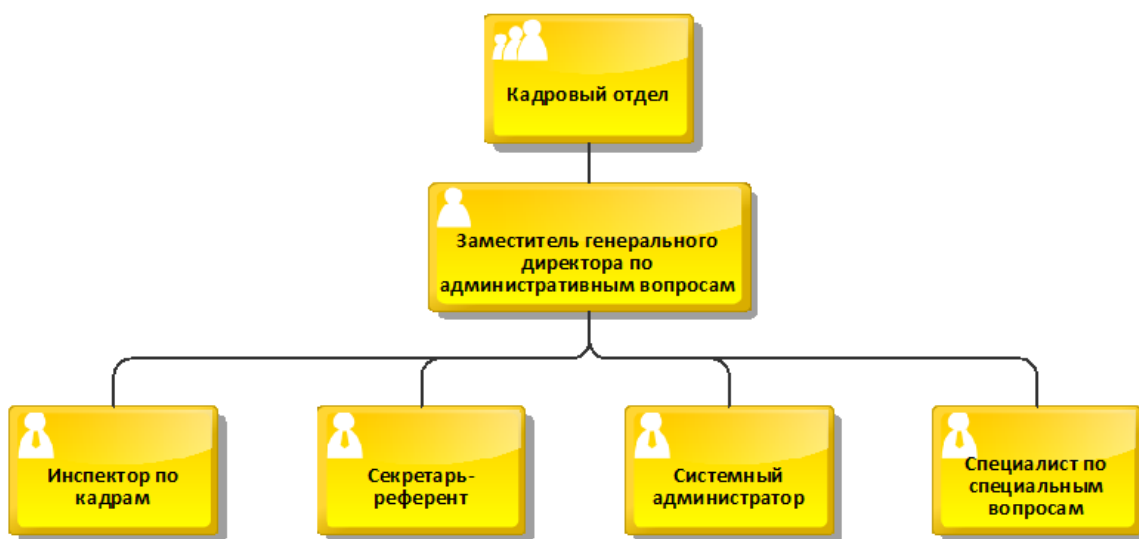 Кадровый отдел
Заместитель генерального
директора по
административным вопросам
Инспектор по
кадрам
Секретарь-
референт
Системный
администратор
Специалист по
специальным
вопросам